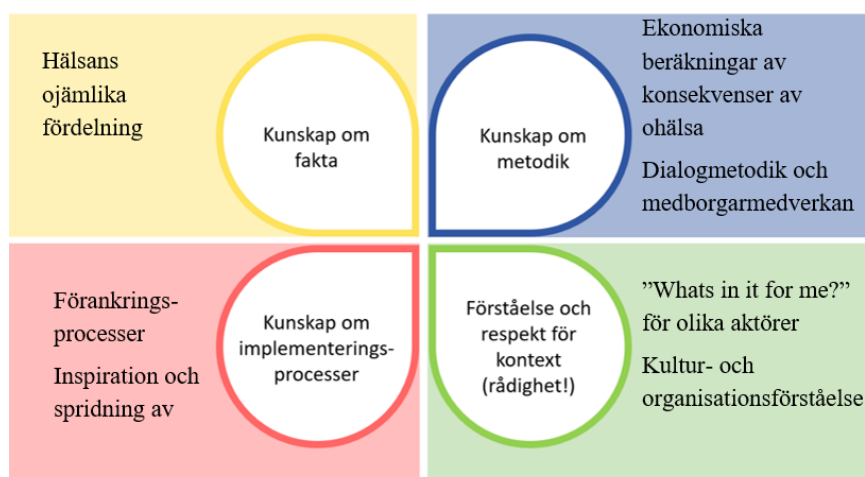 Hälsans
ojämlika
fördelning
Kunskap om
fakta
Kunskap om
metodik
Ekonomiska
beräkningar av
konsekvenser av
ohälsa
Dialogmetodik och
medborgarmedverkan
Förankrings-
processer
Inspiration och
spridning av
Kunskap om
implementerings-
processer
Förståelse och
respekt för
kontext
(rådighet!)
”Whats in it for me?”
för olika aktörer
Kultur- och
organisationsförståelse